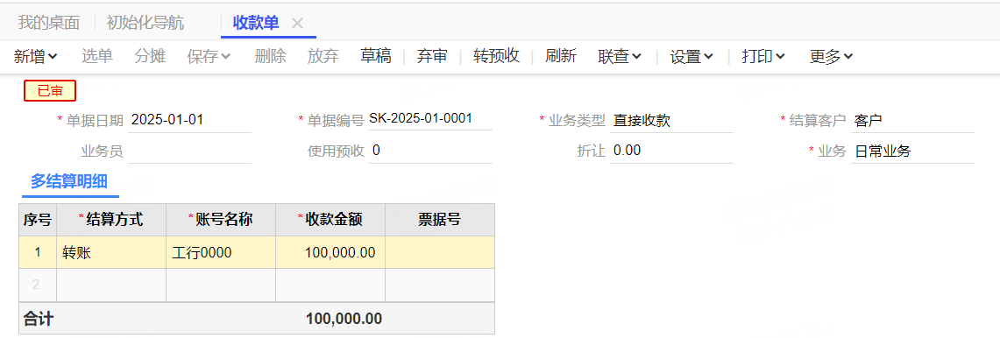 我的桌面 初始化导航 收款单
新增 选单 分摊 保存 删除 放弃 草稿 弃审 转预收 刷新 联查 设置 打印 更多
已审
* 单据日期 2025-01-01 * 单据编号 SK-2025-01-0001 * 业务类型 直接收款 * 结算客户 客户
业务员 使用预收 0 折让 0.00 * 业务 日常业务
多结算明细
序号 *结算方式 *账号名称 *收款金额 票据号
1 转账 工行0000 100,000.00
2
合计 100,000.00